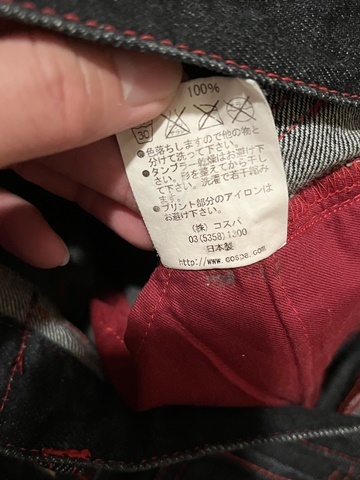 100%
30
●色落ちしますので他の物と
分けて洗って下さい。
●タンブラー乾燥はお避け下
さい。形を整えてから干し
て下さい。洗濯で若干縮み
ます。
●プリント部分のアイロンは
お避け下さい。
(株) コスパ
03(5358)1300
日本製
http://www.cospa.com